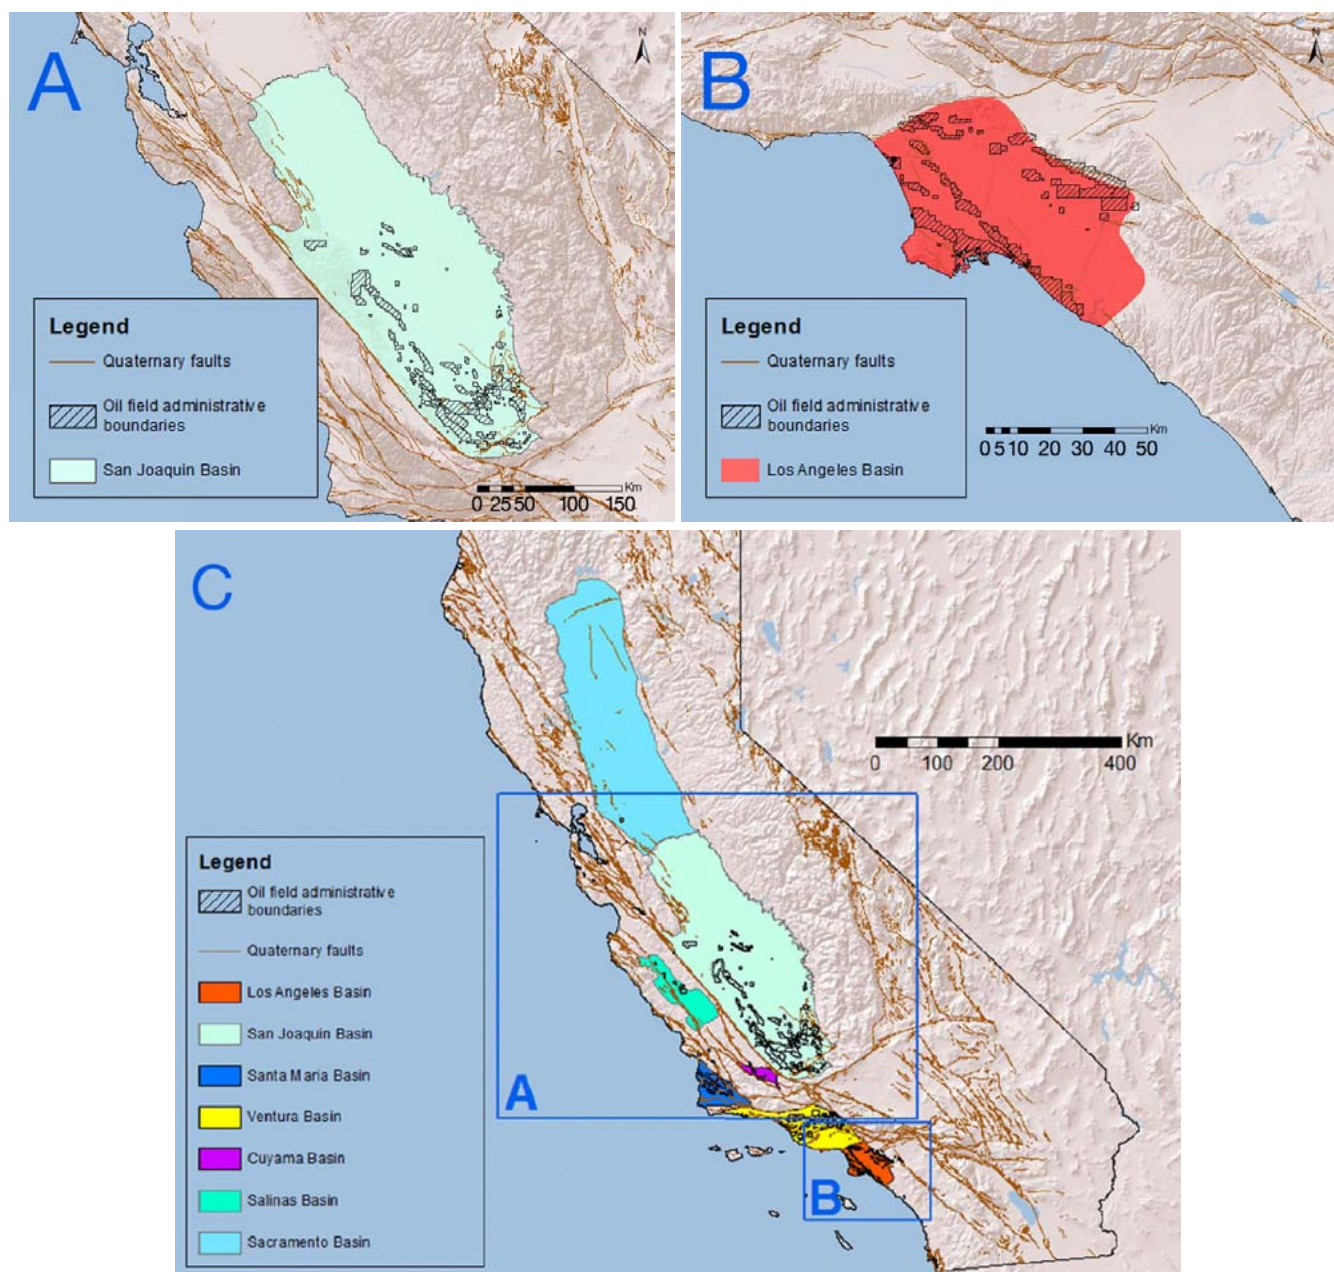 A
N
Legend
Quaternary faults
Oil field administrative
boundaries
San Joaquin Basin
Km
0 25 50 100 150
B
N
Legend
Quaternary faults
Oil field administrative
boundaries
Los Angeles Basin
Km
0 5 10 20 30 40 50
C
Km
0 100 200 400
Legend
Oil field administrative
boundaries
Quaternary faults
Los Angeles Basin
San Joaquin Basin
Santa Maria Basin
Ventura Basin
Cuyama Basin
Salinas Basin
Sacramento Basin
A
B